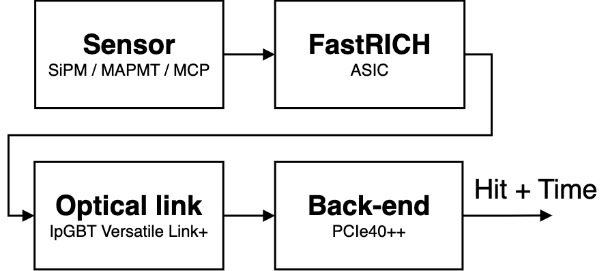 Sensor
SiPM / MAPMT / MCP
FastRICH
ASIC
Optical link
lpGBT Versatile Link+
Back-end
PCIe40++
Hit + Time